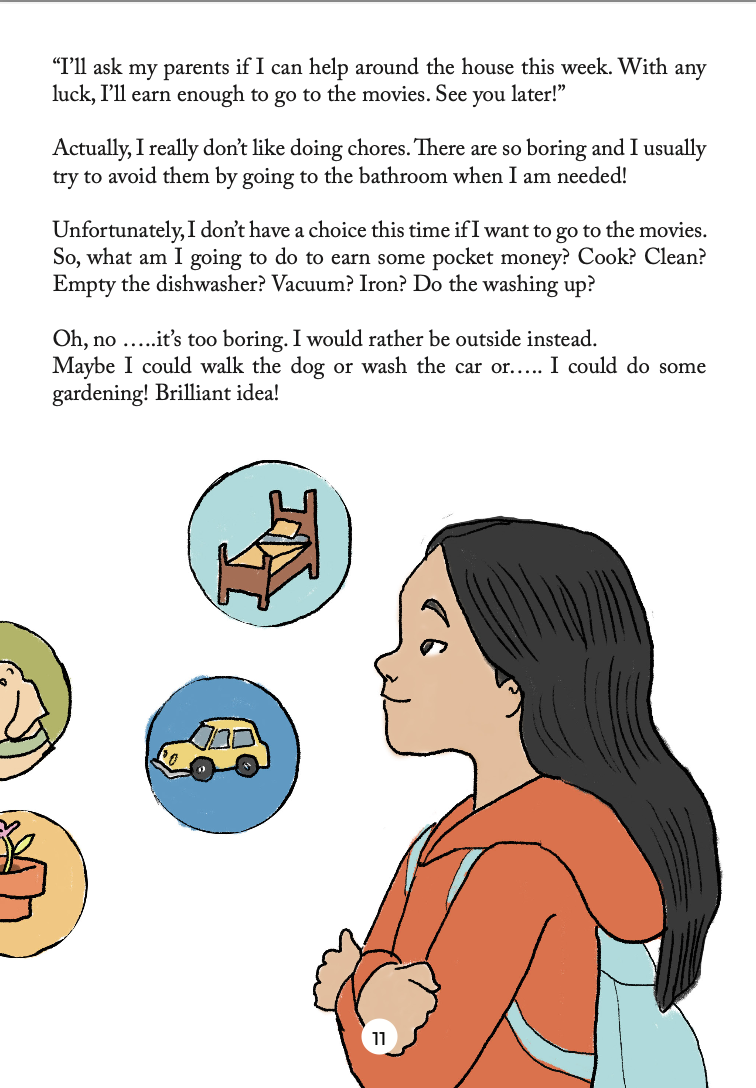 “I’ll ask my parents if I can help around the house this week. With any
luck, I’ll earn enough to go to the movies. See you later!”
Actually, I really don’t like doing chores. There are so boring and I usually
try to avoid them by going to the bathroom when I am needed!
Unfortunately, I don’t have a choice this time if I want to go to the movies.
So, what am I going to do to earn some pocket money? Cook? Clean?
Empty the dishwasher? Vacuum? Iron? Do the washing up?
Oh, no …..it’s too boring. I would rather be outside instead.
Maybe I could walk the dog or wash the car or….. I could do some
gardening! Brilliant idea!
11